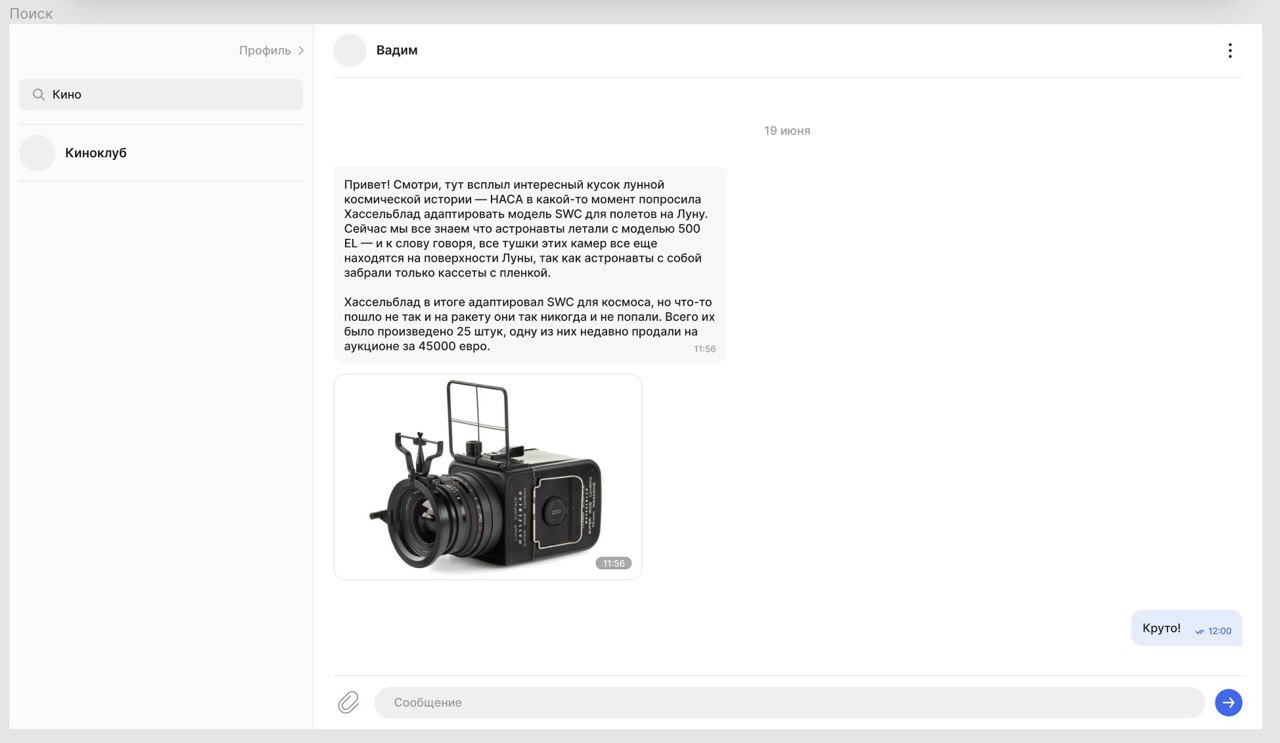 Поиск
Профиль
Кино
Киноклуб
Вадим
19 июня
Привет! Смотри, тут всплыл интересный кусок лунной
космической истории — НАСА в какой-то момент попросила
Хассельблад адаптировать модель SWC для полетов на Луну.
Сейчас мы все знаем что астронавты летали с моделью 500
EL — и к слову говоря, все тушки этих камер все еще
находятся на поверхности Луны, так как астронавты с собой
забрали только кассеты с пленкой.
Хассельблад в итоге адаптировал SWC для космоса, но что-то
пошло не так и на ракету они так никогда и не попали. Всего их
было произведено 25 штук, одну из них недавно продали на
аукционе за 45000 евро.
11:56
HASSELBLAD
SUPER WIDE CAMERA
200
11:56
Круто!
12:00
Сообщение